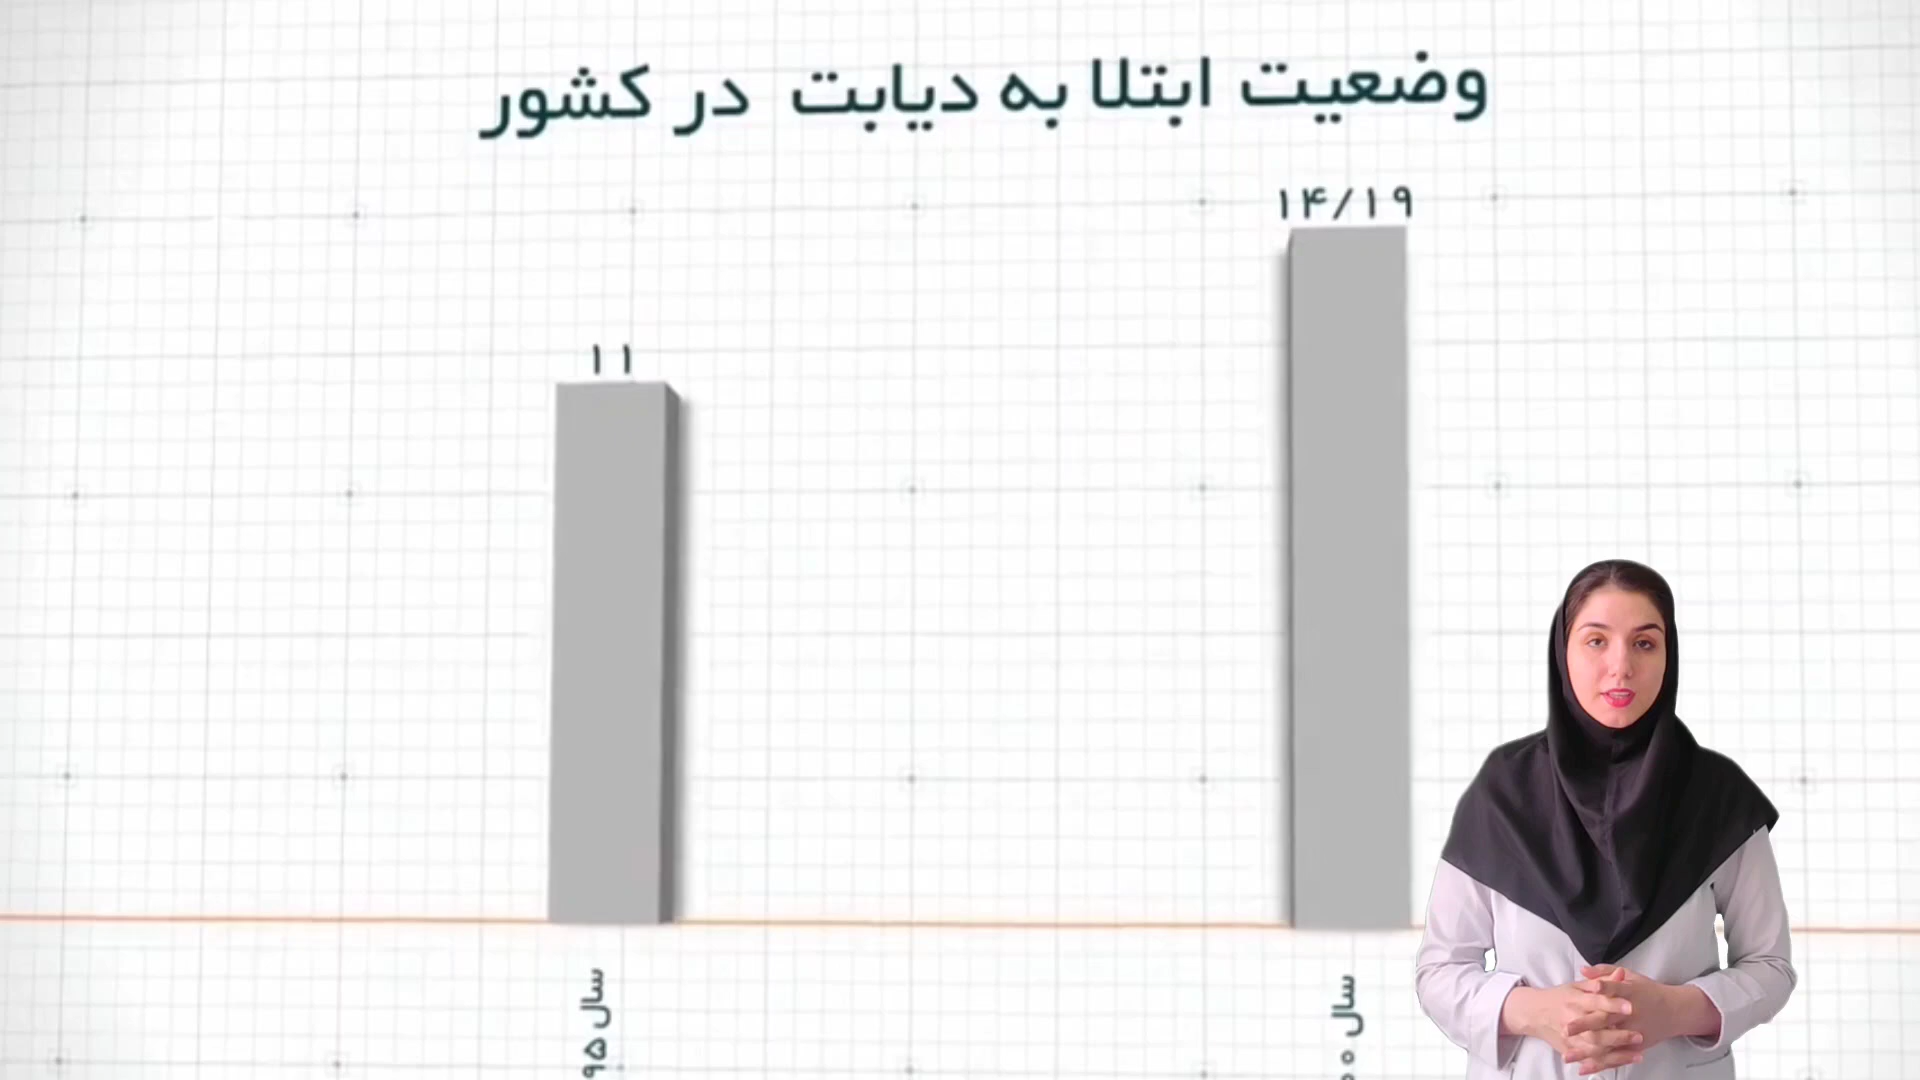 وضعیت ابتلا به دیابت در کشور
۱۴/۱۹
۱۱
سال ۹۵
سال